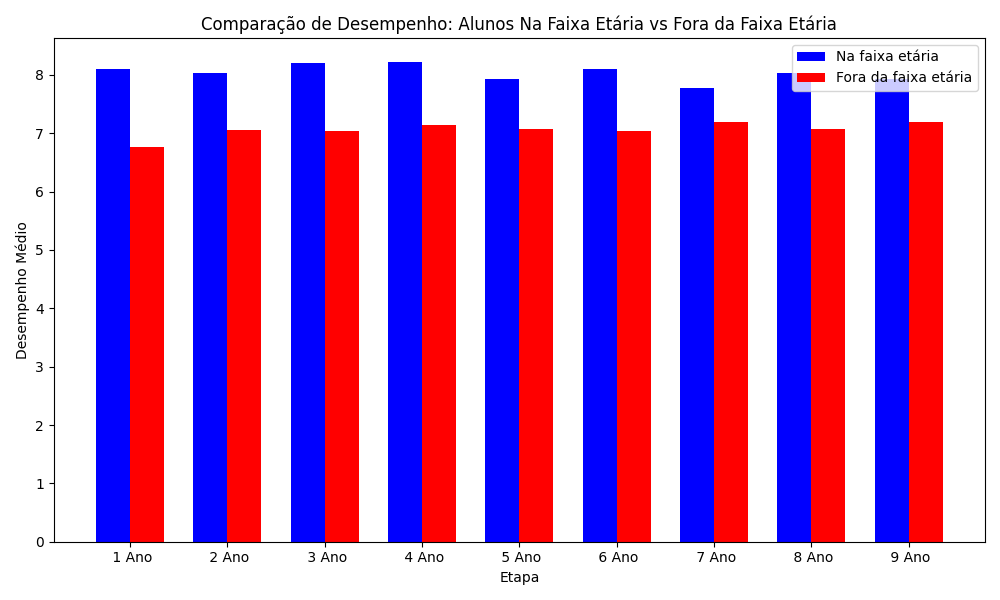 Comparação de Desempenho: Alunos Na Faixa Etária vs Fora da Faixa Etária
Na faixa etária
Fora da faixa etária
Desempenho Médio
8
7
6
5
4
3
2
1
0
1 Ano
2 Ano
3 Ano
4 Ano
5 Ano
6 Ano
7 Ano
8 Ano
9 Ano
Etapa